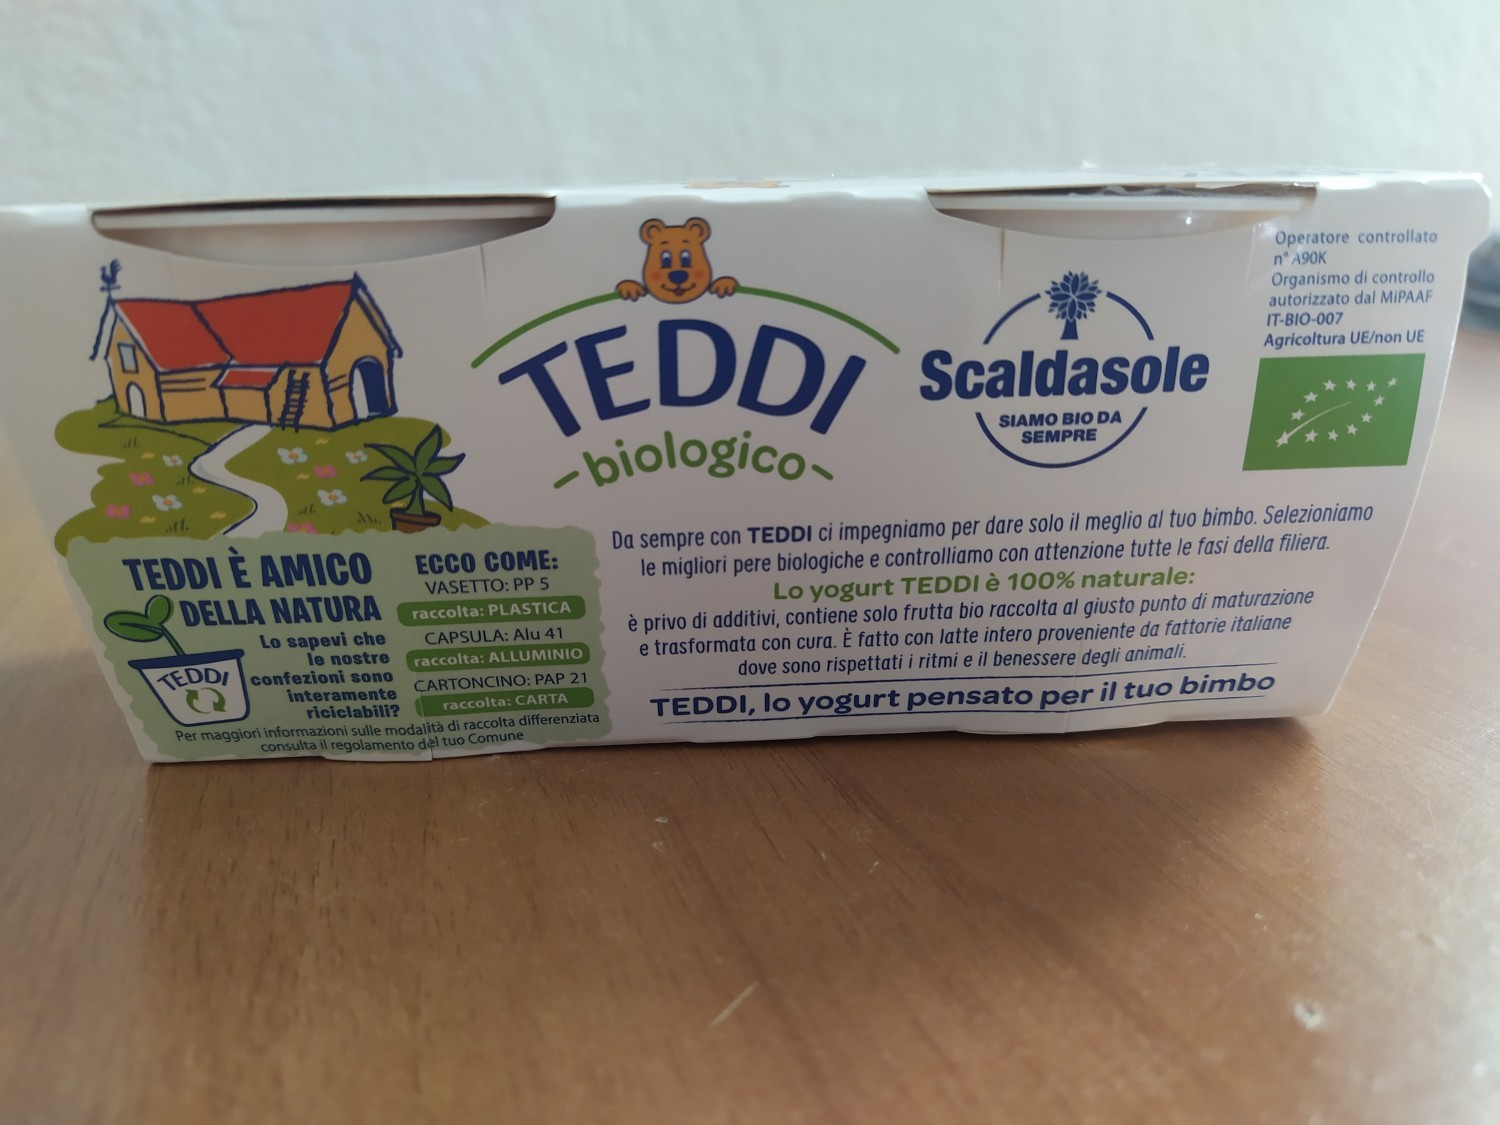 TEDDI
biologico
Scaldasole
SIAMO BIO DA
SEMPRE
Operatore controllato
n° A90K
Organismo di controllo
autorizzato dal MiPAAF
IT-BIO-007
Agricoltura UE/non UE
TEDDI È AMICO
DELLA NATURA
Lo sapevi che
le nostre
confezioni sono
interamente
riciclabili?
TEDDI
ECCO COME:
VASETTO: PP 5
raccolta: PLASTICA
CAPSULA: Alu 41
raccolta: ALLUMINIO
CARTONCINO: PAP 21
raccolta: CARTA
Per maggiori informazioni sulle modalità di raccolta differenziata
consulta il regolamento del tuo Comune
Da sempre con TEDDI ci impegniamo per dare solo il meglio al tuo bimbo. Selezioniamo
le migliori pere biologiche e controlliamo con attenzione tutte le fasi della filiera.
Lo yogurt TEDDI è 100% naturale:
è privo di additivi, contiene solo frutta bio raccolta al giusto punto di maturazione
e trasformata con cura. È fatto con latte intero proveniente da fattorie italiane
dove sono rispettati i ritmi e il benessere degli animali.
TEDDI, lo yogurt pensato per il tuo bimbo